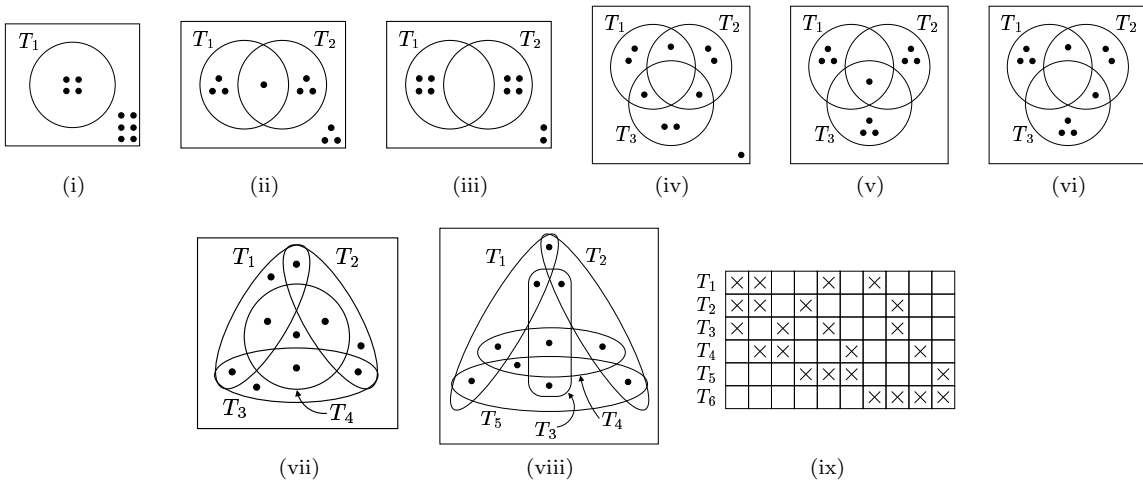 T₁
T₁ T₂
T₁ T₂
T₁ T₂
T₃
T₁ T₂
T₃
T₁ T₂
T₃
(i) (ii) (iii) (iv) (v) (vi)
T₁ T₂
T₃ T₄
T₁ T₂
T₅ T₃ T₄
T₁ × × × ×
T₂ × × × ×
T₃ × × × ×
T₄ × × × ×
T₅ × × × ×
T₆ × × × ×
(vii) (viii) (ix)